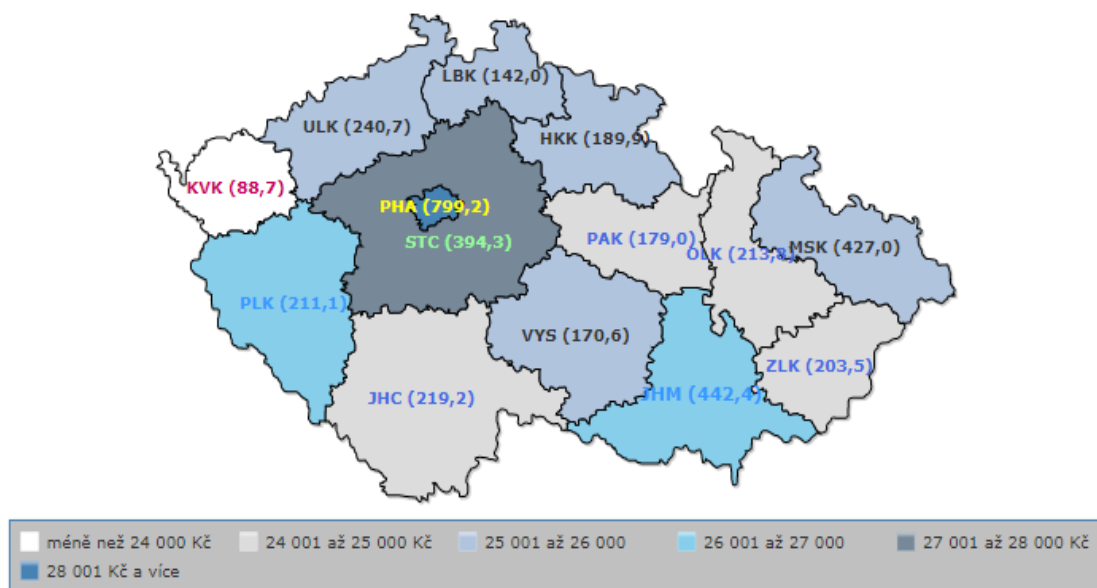 LBK (142,0)
ULK (240,7)
HKK (189,9)
KVK (88,7)
PHA (799,2)
STC (394,3)
PAK (179,0)
OLK (213,8)
MSK (427,0)
PLK (211,1)
VYS (170,6)
ZLK (203,5)
JHC (219,2)
JHM (442,4)
méně než 24 000 Kč 24 001 až 25 000 Kč 25 001 až 26 000 26 001 až 27 000 27 001 až 28 000 Kč
28 001 Kč a více